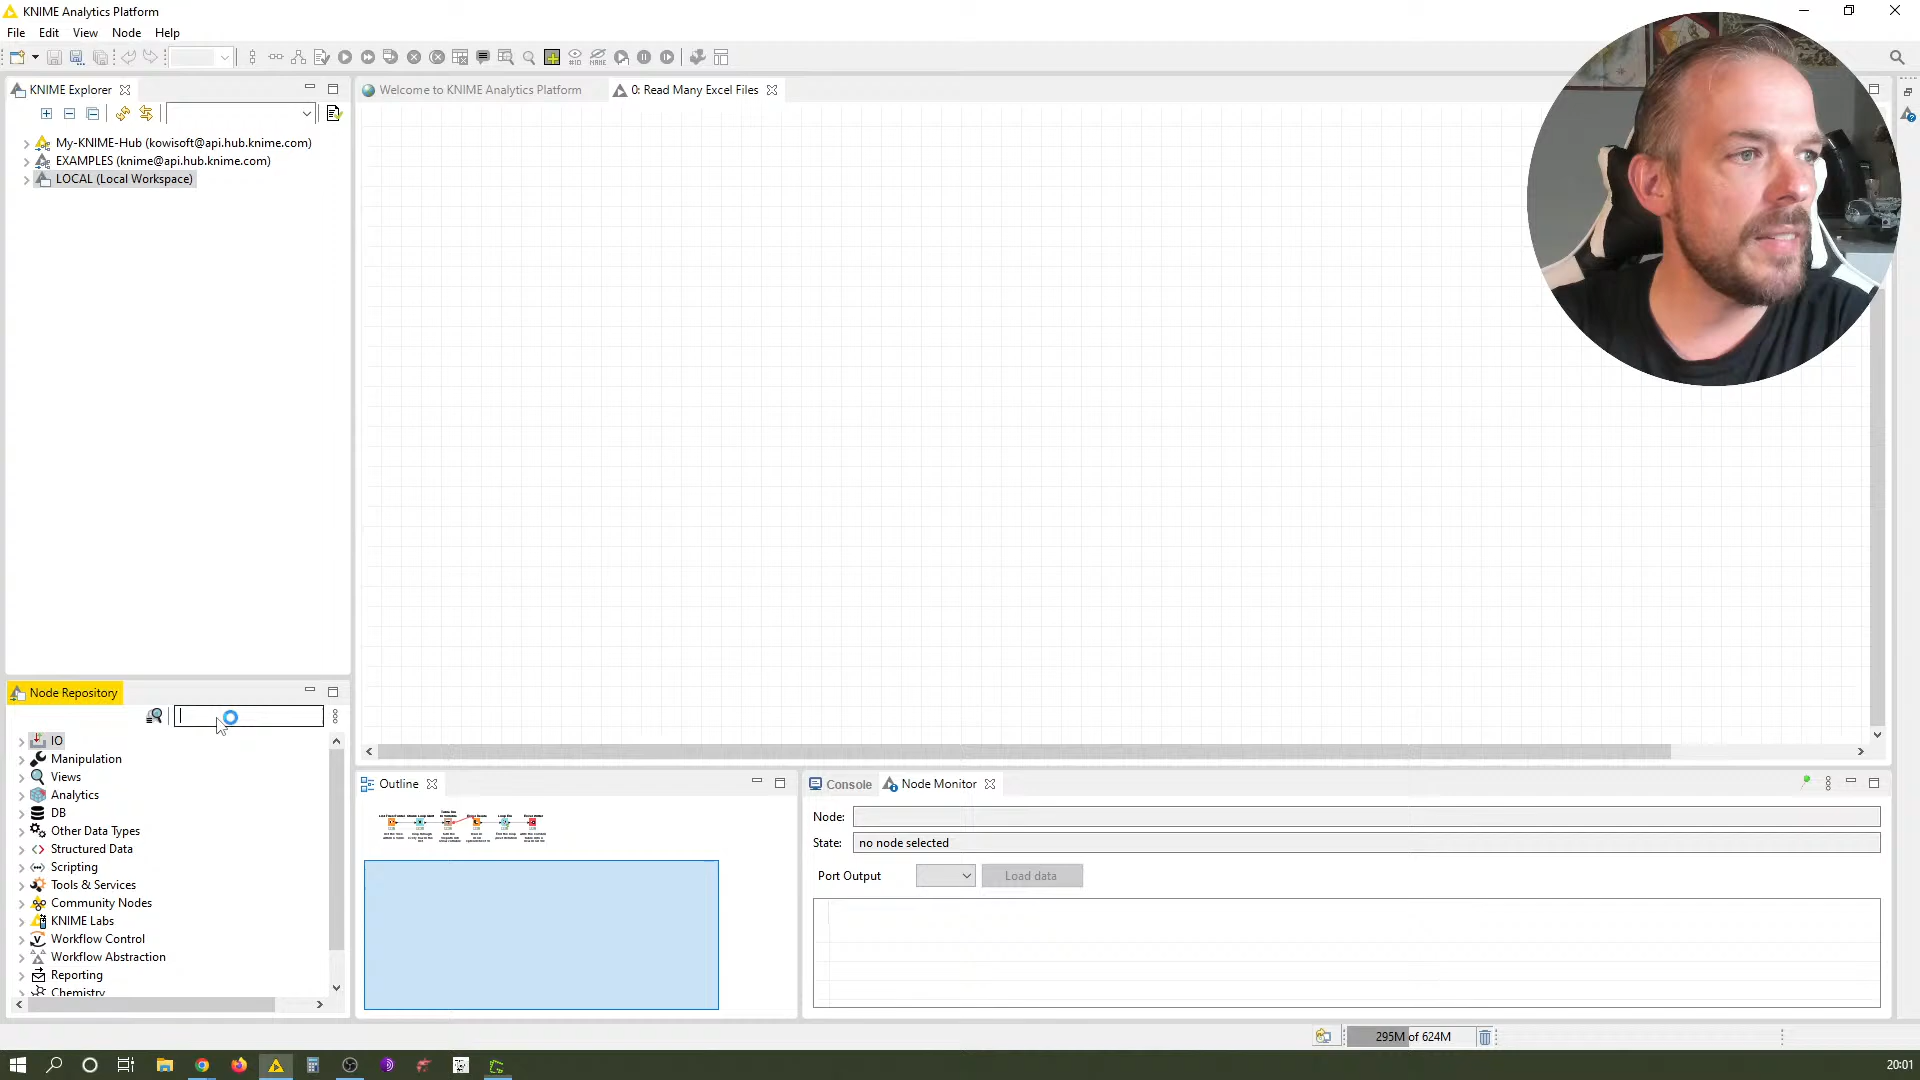 KNIME Analytics Platform
File Edit View Node Help
KNIME Explorer
Welcome to KNIME Analytics Platform
0: Read Many Excel Files
My-KNIME-Hub (kowisoft@api.hub.knime.com)
EXAMPLES (knime@api.hub.knime.com)
LOCAL (Local Workspace)
Node Repository
IO
Manipulation
Views
Analytics
DB
Other Data Types
Structured Data
Scripting
Tools & Services
Community Nodes
KNIME Labs
Workflow Control
Workflow Abstraction
Reporting
Chemistry
Outline
Console
Node Monitor
Node:
State: no node selected
Port Output Load data
295M of 624M
20:01